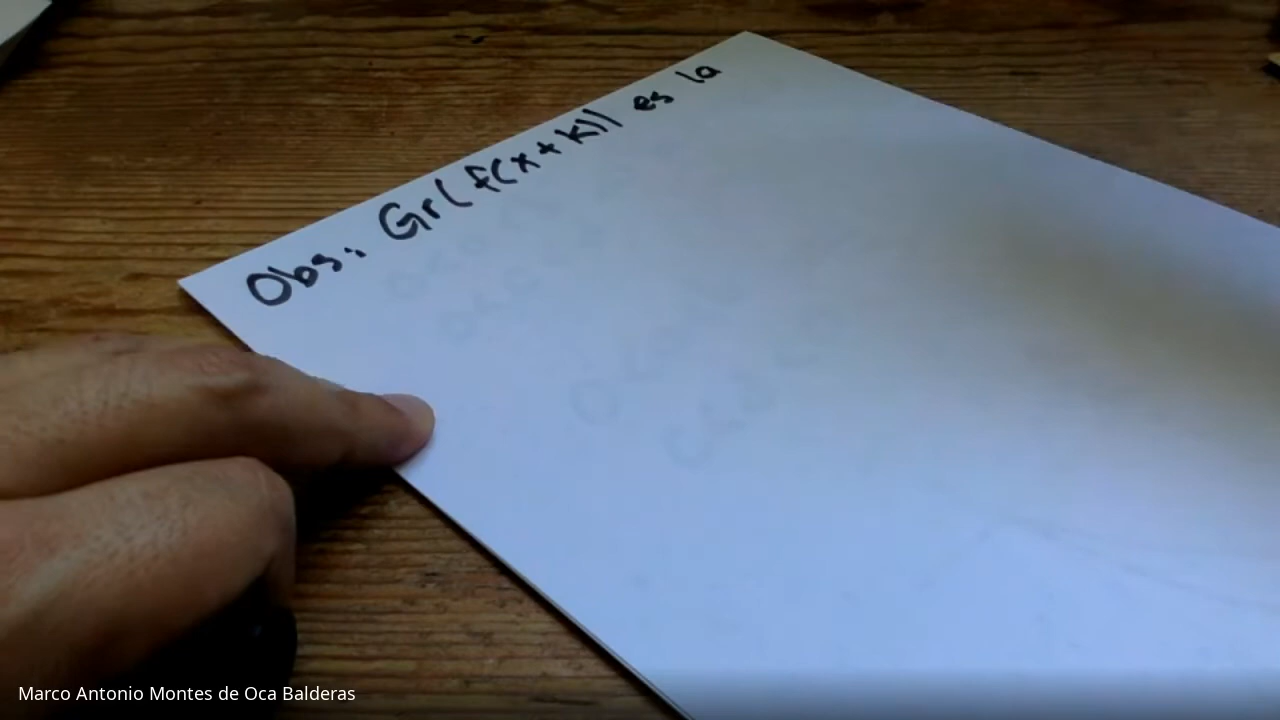 Obs: Gr(f(x+k)) es la
Marco Antonio Montes de Oca Balderas